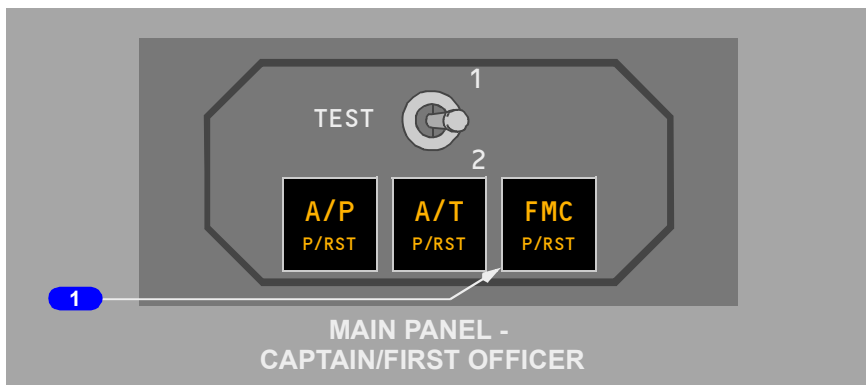 1
TEST
2
A/P A/T FMC
P/RST P/RST P/RST
1
MAIN PANEL -
CAPTAIN/FIRST OFFICER